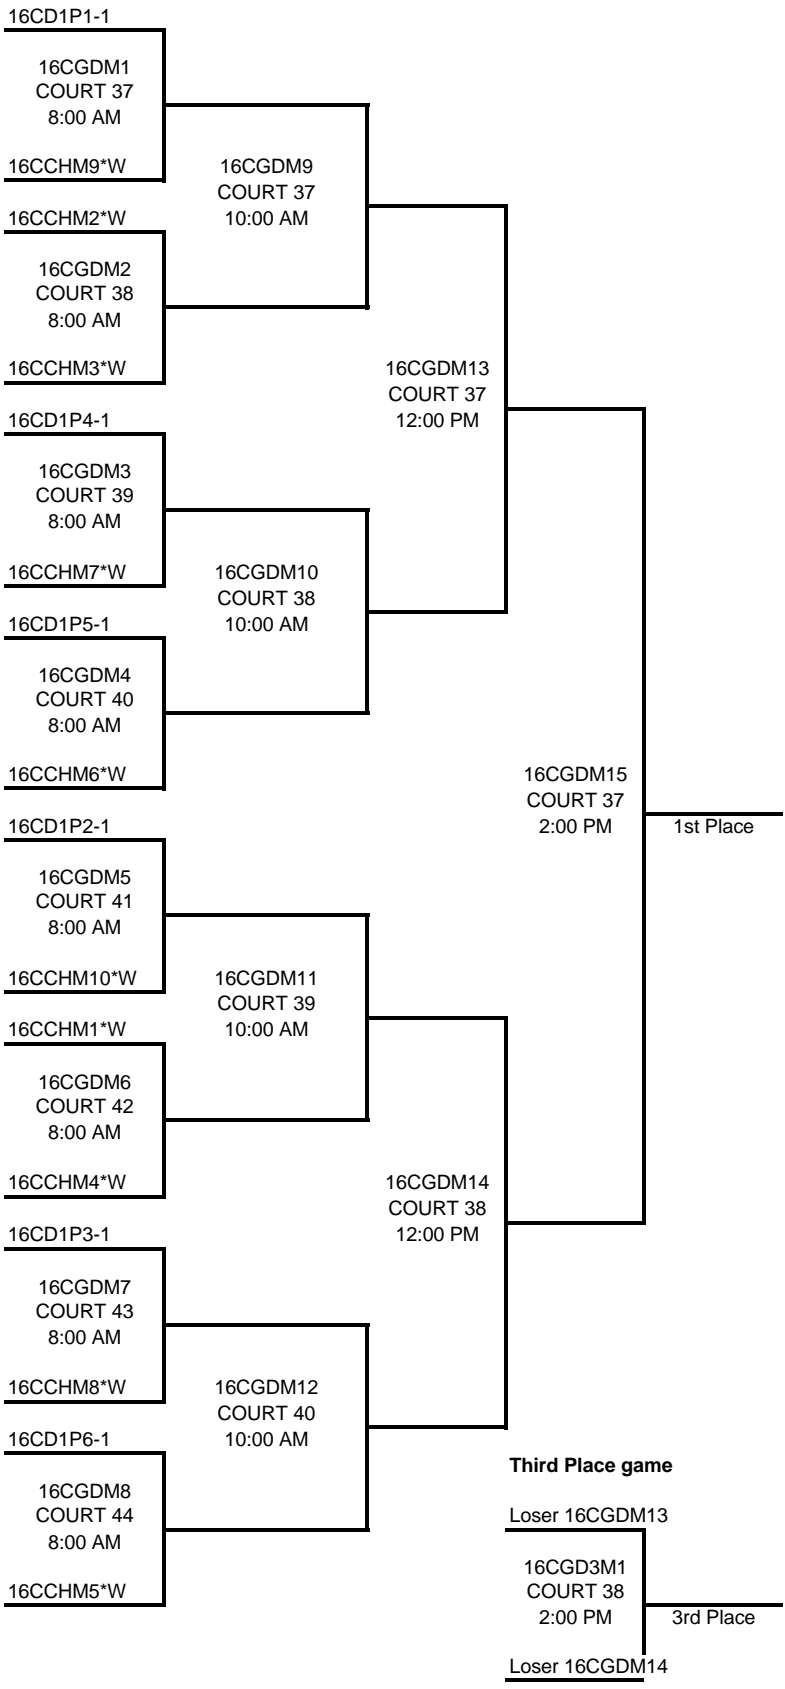 16CD1P1-1
16CGDM1
COURT 37
8:00 AM
16CCHM9*W
16CGDM9
COURT 37
10:00 AM
16CCHM2*W
16CGDM2
COURT 38
8:00 AM
16CCHM3*W
16CGDM13
COURT 37
12:00 PM
16CD1P4-1
16CGDM3
COURT 39
8:00 AM
16CCHM7*W
16CGDM10
COURT 38
10:00 AM
16CD1P5-1
16CGDM4
COURT 40
8:00 AM
16CCHM6*W
16CGDM15
COURT 37
2:00 PM
1st Place
16CD1P2-1
16CGDM5
COURT 41
8:00 AM
16CCHM10*W
16CGDM11
COURT 39
10:00 AM
16CCHM1*W
16CGDM6
COURT 42
8:00 AM
16CCHM4*W
16CGDM14
COURT 38
12:00 PM
16CD1P3-1
16CGDM7
COURT 43
8:00 AM
16CCHM8*W
16CGDM12
COURT 40
10:00 AM
16CD1P6-1
16CGDM8
COURT 44
8:00 AM
16CCHM5*W
Third Place game
Loser 16CGDM13
16CGD3M1
COURT 38
2:00 PM
3rd Place
Loser 16CGDM14